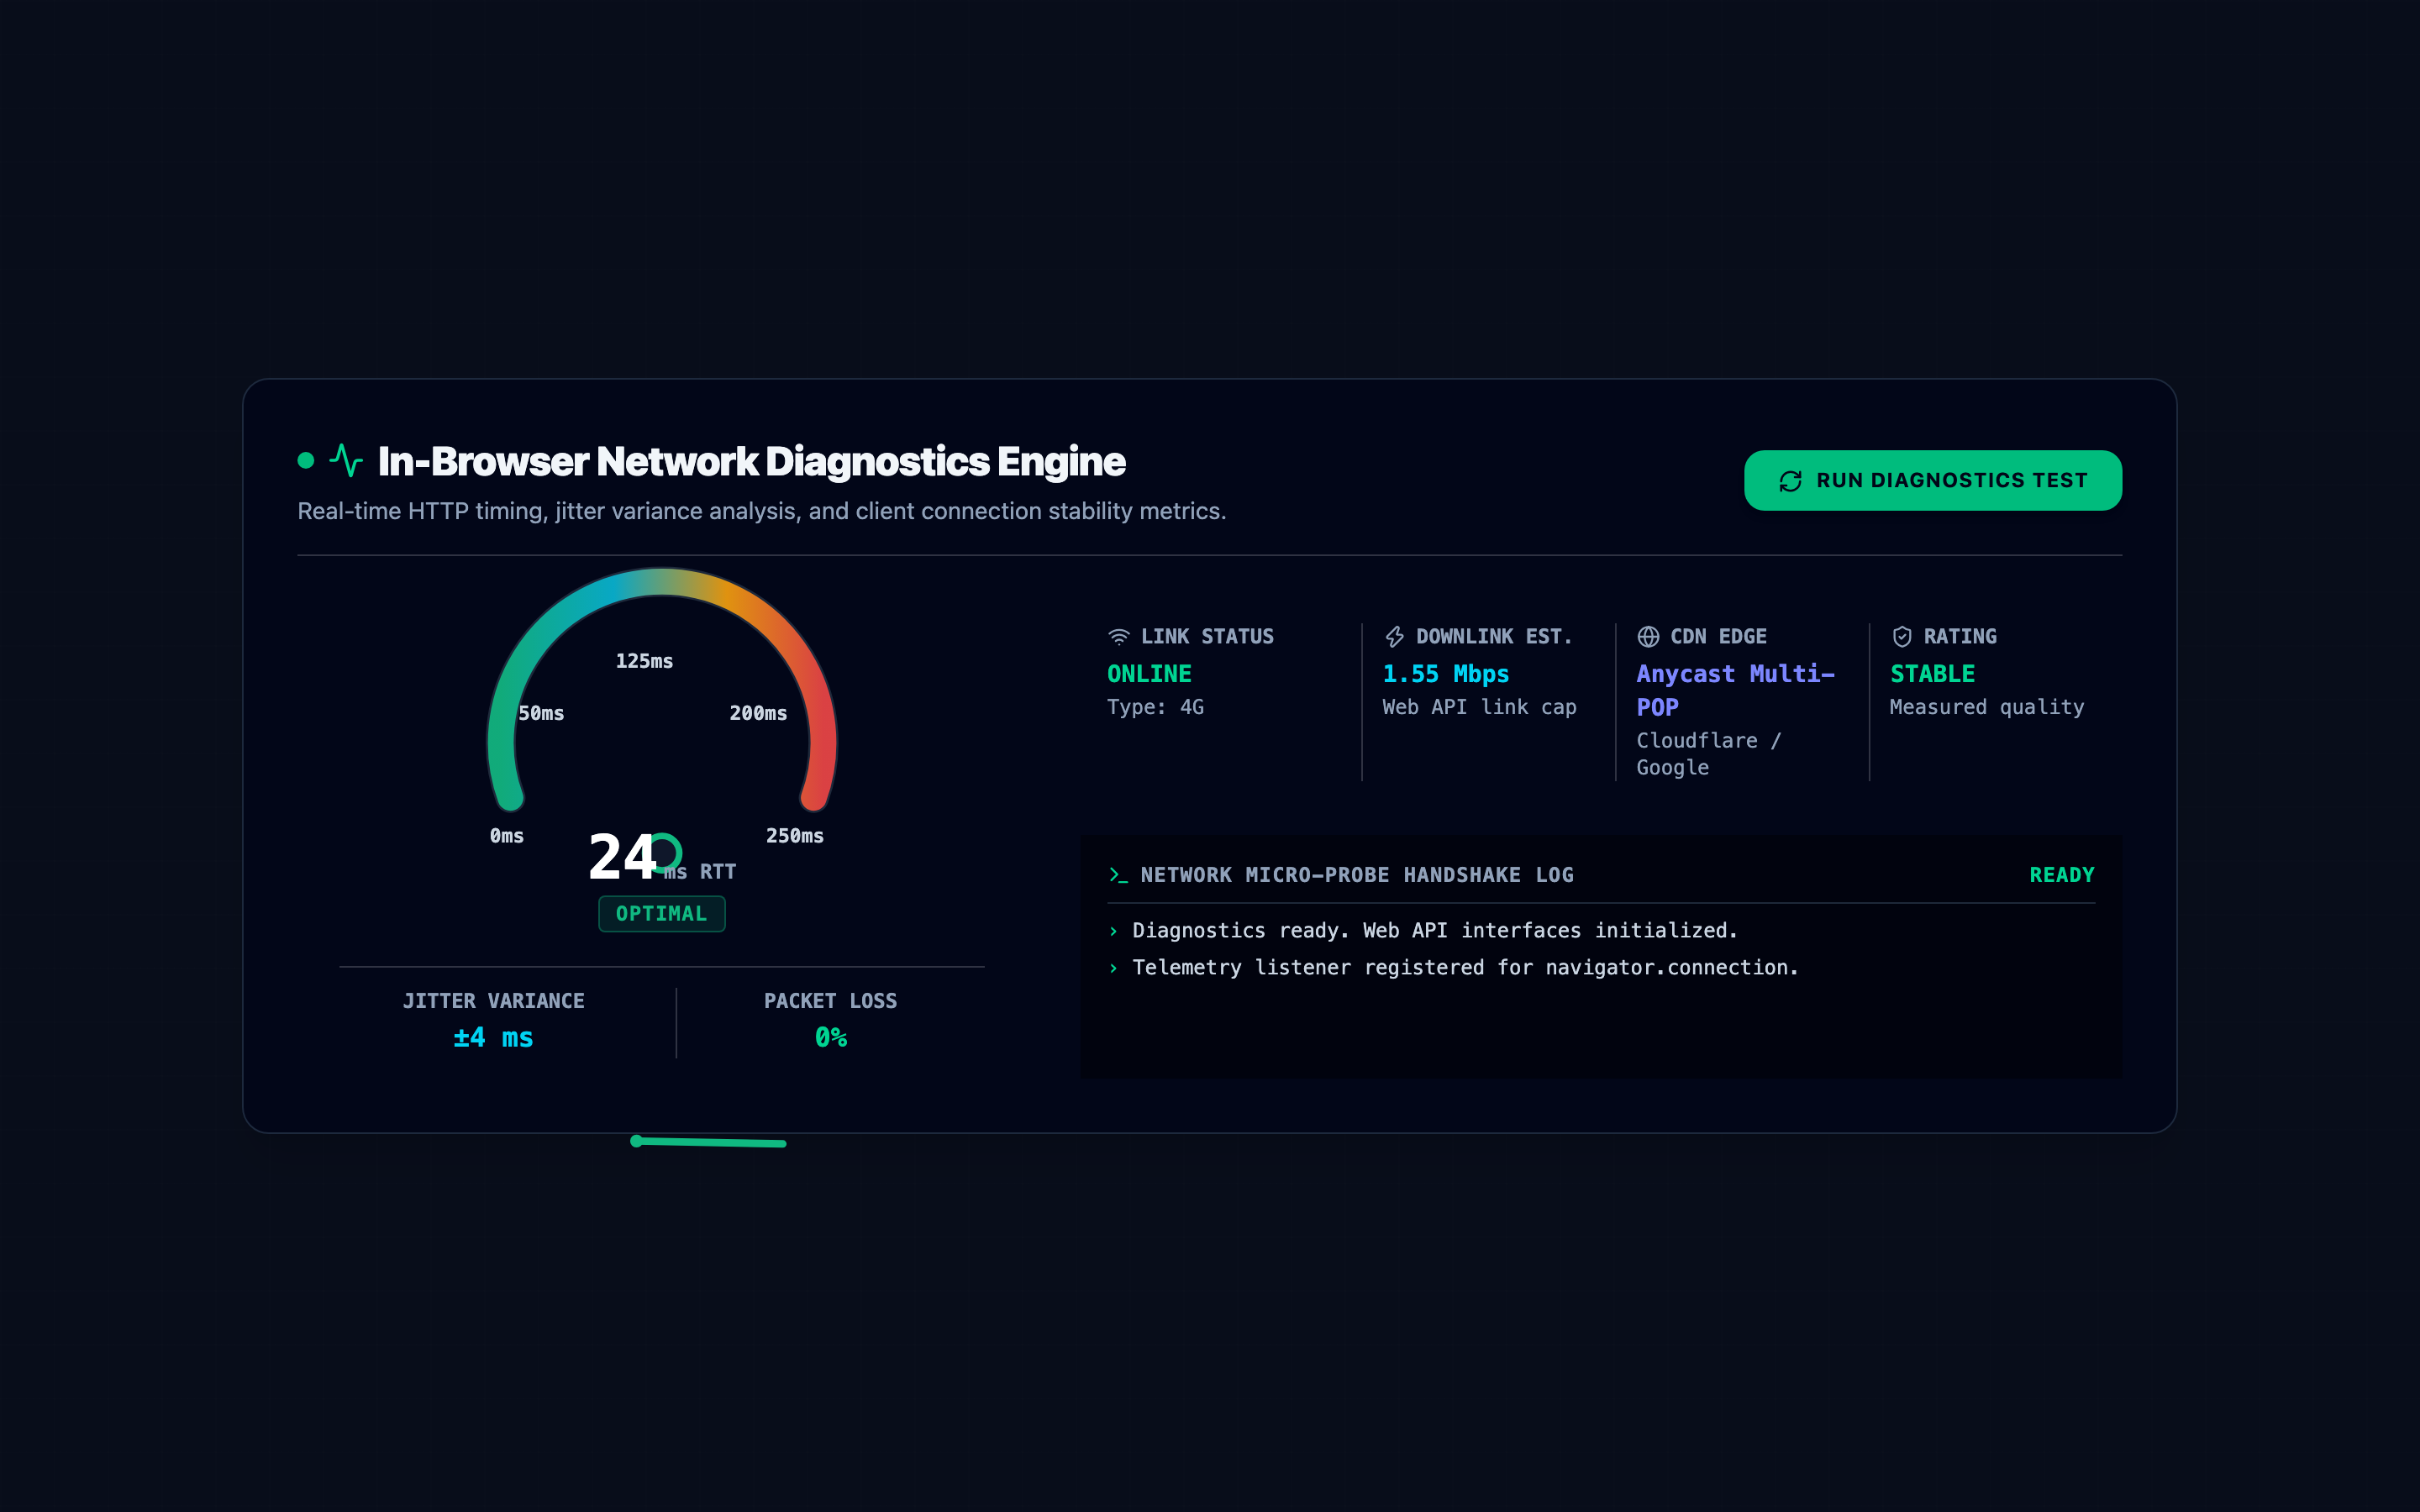 In-Browser Network Diagnostics Engine
Real-time HTTP timing, jitter variance analysis, and client connection stability metrics.
RUN DIAGNOSTICS TEST
125ms
50ms
200ms
0ms
250ms
24 ms RTT
OPTIMAL
JITTER VARIANCE
±4 ms
PACKET LOSS
0%
LINK STATUS
ONLINE
Type: 4G
DOWNLINK EST.
1.55 Mbps
Web API link cap
CDN EDGE
Anycast Multi-
POP
Cloudflare /
Google
RATING
STABLE
Measured quality
NETWORK MICRO-PROBE HANDSHAKE LOG
READY
› Diagnostics ready. Web API interfaces initialized.
› Telemetry listener registered for navigator.connection.